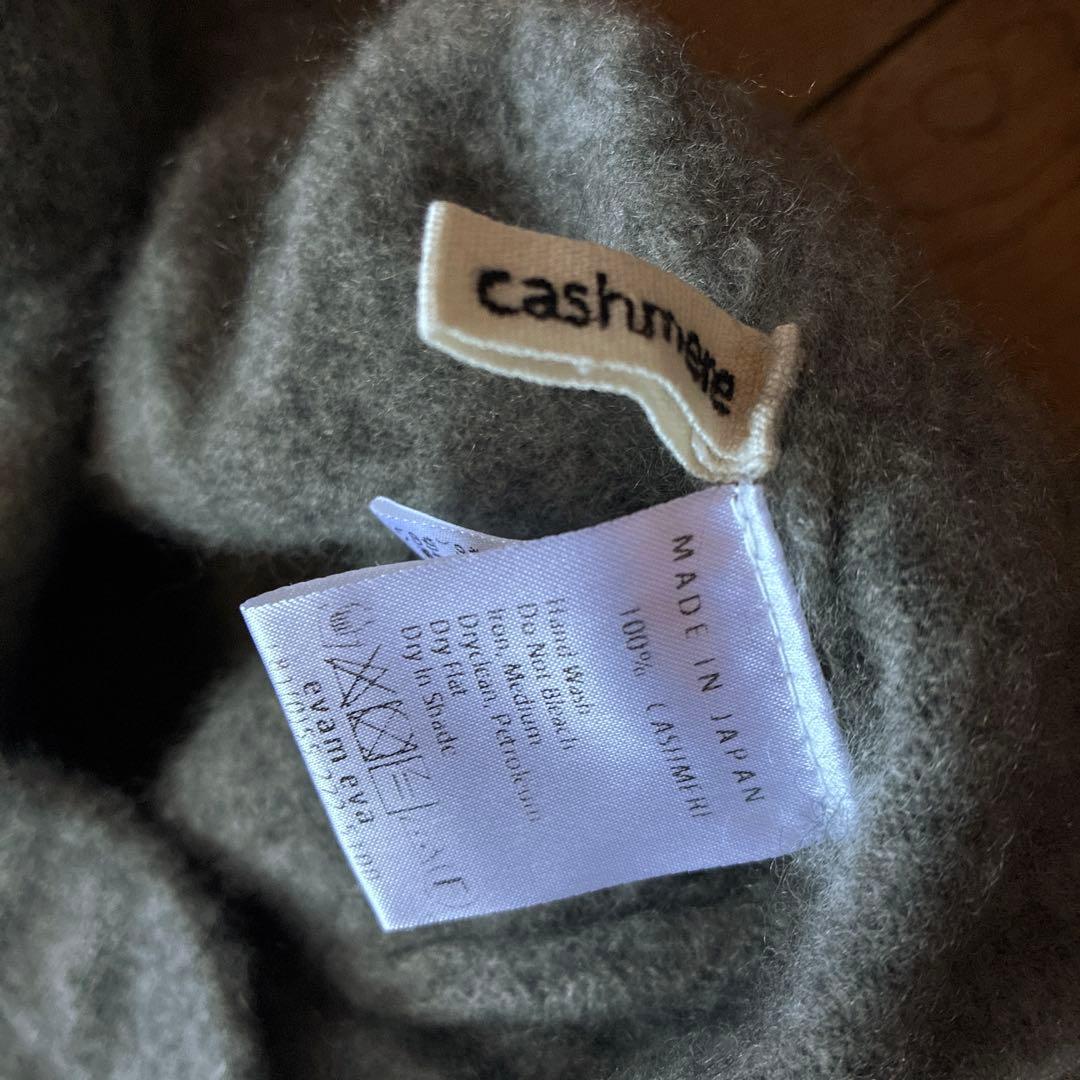 cashmere
MADE IN JAPAN
100% CASHMERE
Hand Wash
Do Not Bleach
Iron, Medium
Dryclean, Petroleum
Dry Flat
Dry In Shade
evam eva